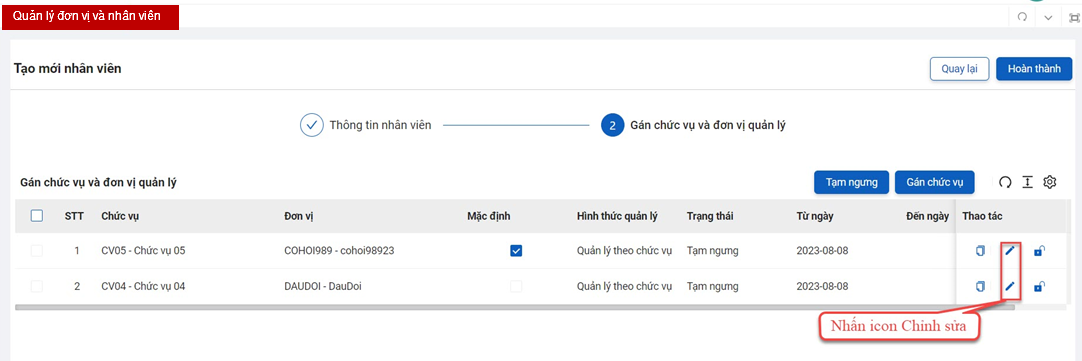 Quản lý đơn vị và nhân viên
Tạo mới nhân viên
Quay lại Hoàn thành
Thông tin nhân viên 2 Gán chức vụ và đơn vị quản lý
Gán chức vụ và đơn vị quản lý Tạm ngưng Gán chức vụ
STT Chức vụ Đơn vị Mặc định Hình thức quản lý Trạng thái Từ ngày Đến ngày Thao tác
1 CV05 - Chức vụ 05 COHOI989 - cohoi98923 Quản lý theo chức vụ Tạm ngưng 2023-08-08
2 CV04 - Chức vụ 04 DAUDOI - DauDoi Quản lý theo chức vụ Tạm ngưng 2023-08-08
Nhấn icon Chỉnh sửa